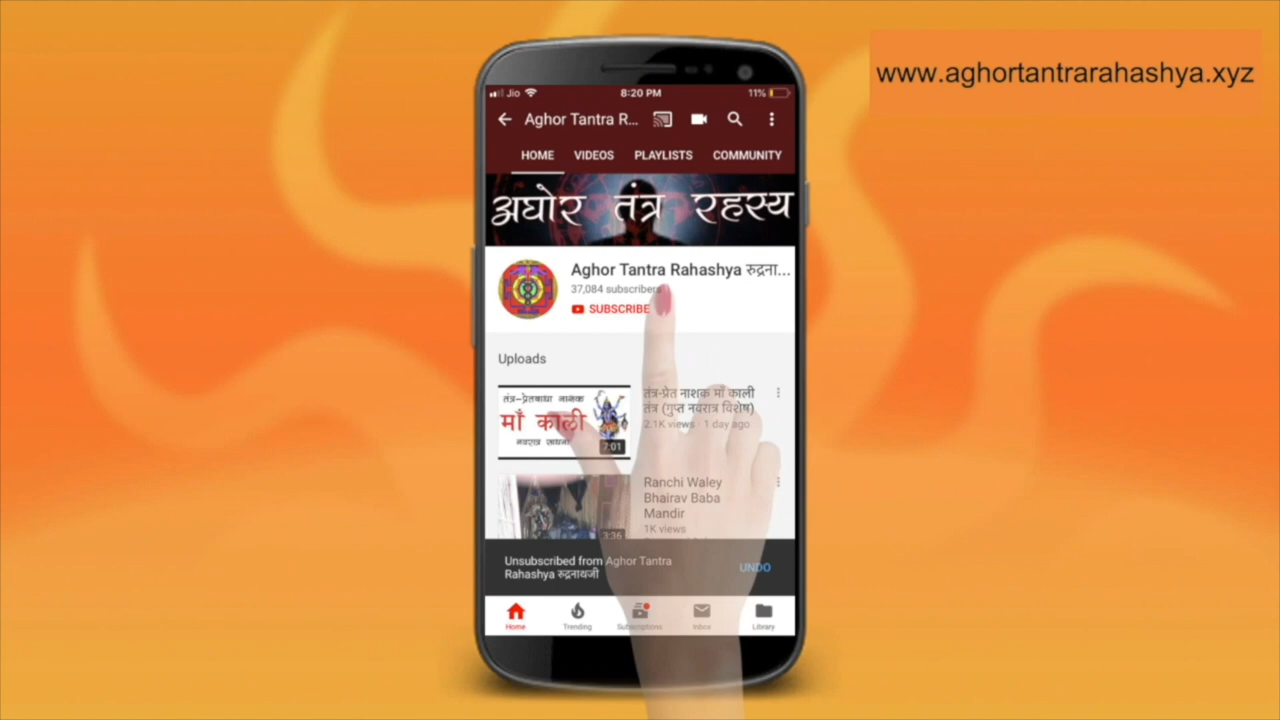 www.aghortantrarahashya.xyz
Jio 8:20 PM 11%
Aghor Tantra R...
HOME VIDEOS PLAYLISTS COMMUNITY
अघोर तंत्र रहस्य
Aghor Tantra Rahashya रुद्रना...
37,084 subscribers
SUBSCRIBE
Uploads
तंत्र-प्रेतबाधा नाशक
माँ काली
नवरात्र साधना
7:01
तंत्र-प्रेत नाशक माँ काली
तंत्र (गुप्त नवरात्र विशेष)
2.1K views · 1 day ago
Ranchi Waley
Bhairav Baba
Mandir
1K views
3:36
Unsubscribed from Aghor Tantra
Rahashya रुद्रनाथजी
UNDO
Home Trending Subscriptions Inbox Library